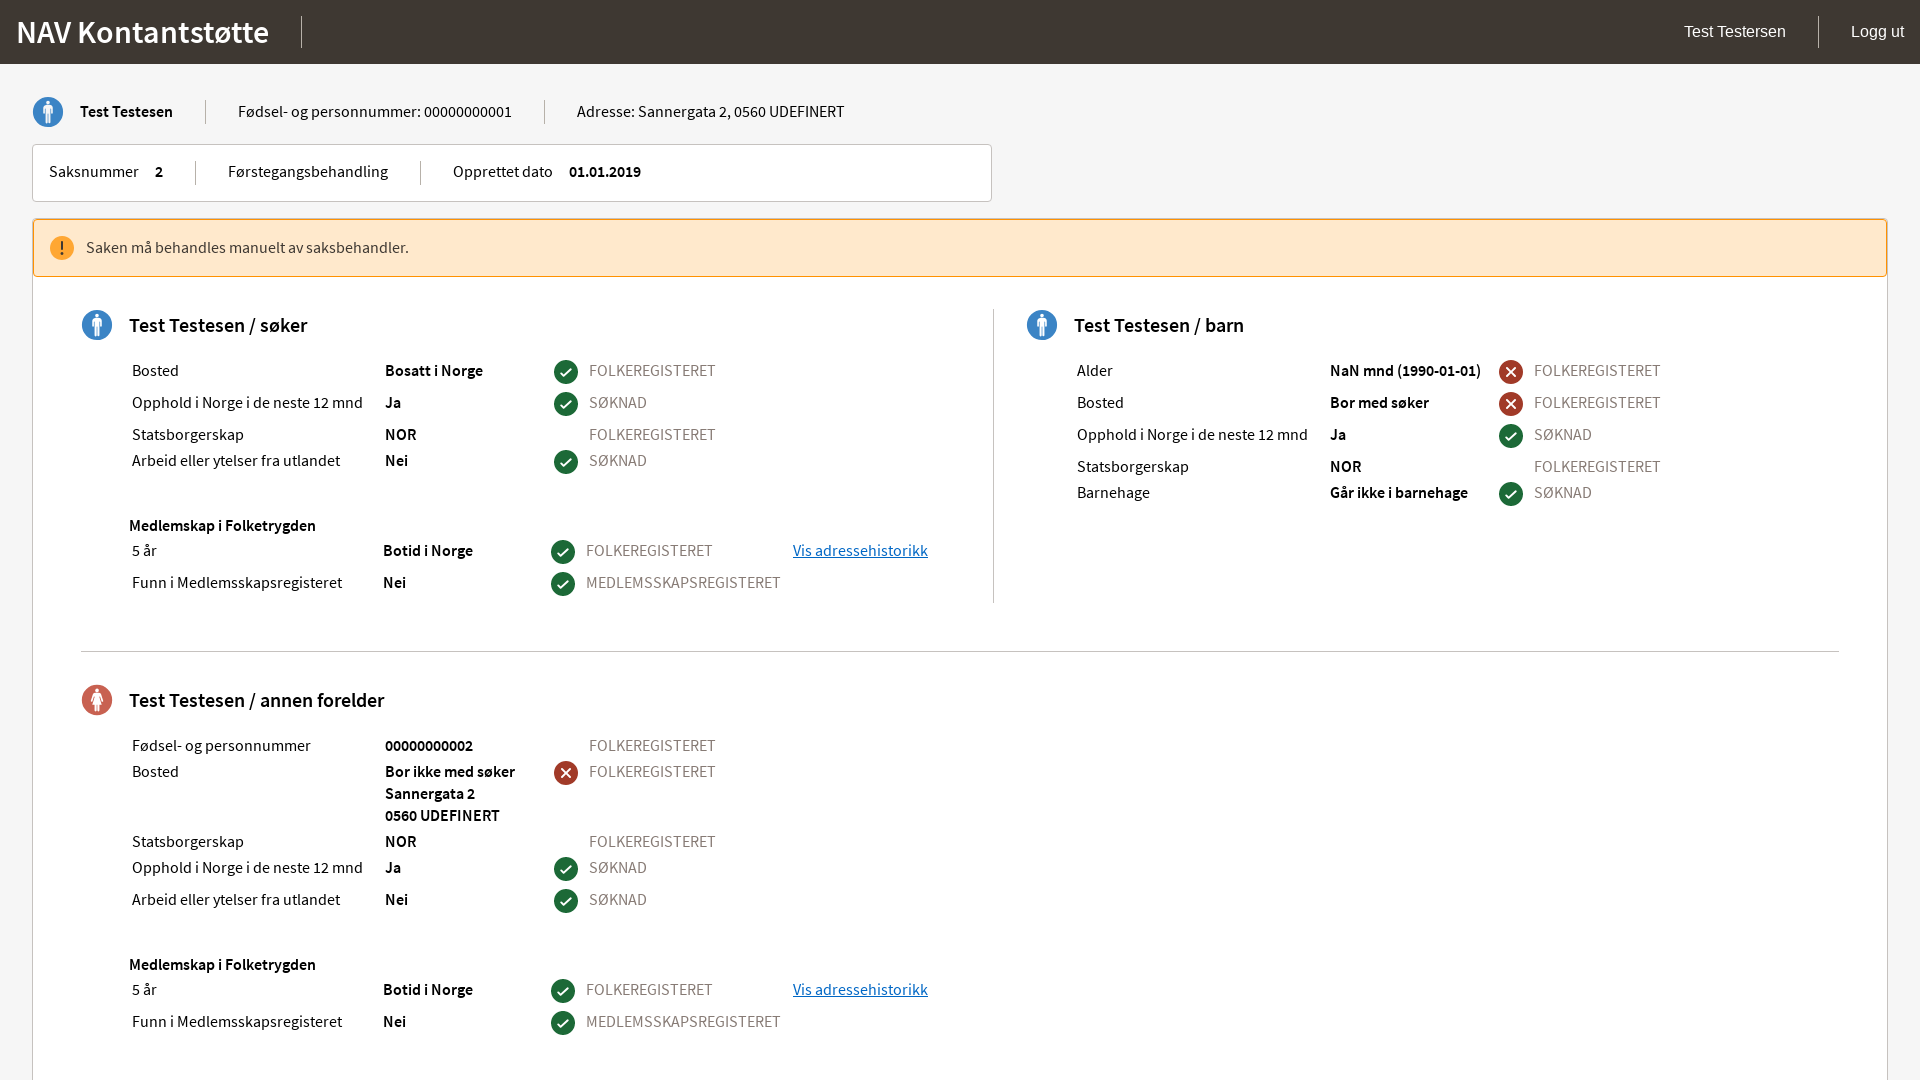 NAV Kontantstøtte
Test Testersen
Logg ut
Test Testesen
Fødsel- og personnummer: 00000000001
Adresse: Sannergata 2, 0560 UDEFINERT
Saksnummer 2
Førstegangsbehandling
Opprettet dato 01.01.2019
Saken må behandles manuelt av saksbehandler.
Test Testesen / søker
Bosted Bosatt i Norge FOLKEREGISTERET
Opphold i Norge i de neste 12 mnd Ja SØKNAD
Statsborgerskap NOR FOLKEREGISTERET
Arbeid eller ytelser fra utlandet Nei SØKNAD
Medlemskap i Folketrygden
5 år Botid i Norge FOLKEREGISTERET Vis adressehistorikk
Funn i Medlemsskapsregisteret Nei MEDLEMSSKAPSREGISTERET
Test Testesen / barn
Alder NaN mnd (1990-01-01) FOLKEREGISTERET
Bosted Bor med søker FOLKEREGISTERET
Opphold i Norge i de neste 12 mnd Ja SØKNAD
Statsborgerskap NOR FOLKEREGISTERET
Barnehage Går ikke i barnehage SØKNAD
Test Testesen / annen forelder
Fødsel- og personnummer 00000000002 FOLKEREGISTERET
Bosted Bor ikke med søker FOLKEREGISTERET
Sannergata 2
0560 UDEFINERT
Statsborgerskap NOR FOLKEREGISTERET
Opphold i Norge i de neste 12 mnd Ja SØKNAD
Arbeid eller ytelser fra utlandet Nei SØKNAD
Medlemskap i Folketrygden
5 år Botid i Norge FOLKEREGISTERET Vis adressehistorikk
Funn i Medlemsskapsregisteret Nei MEDLEMSSKAPSREGISTERET